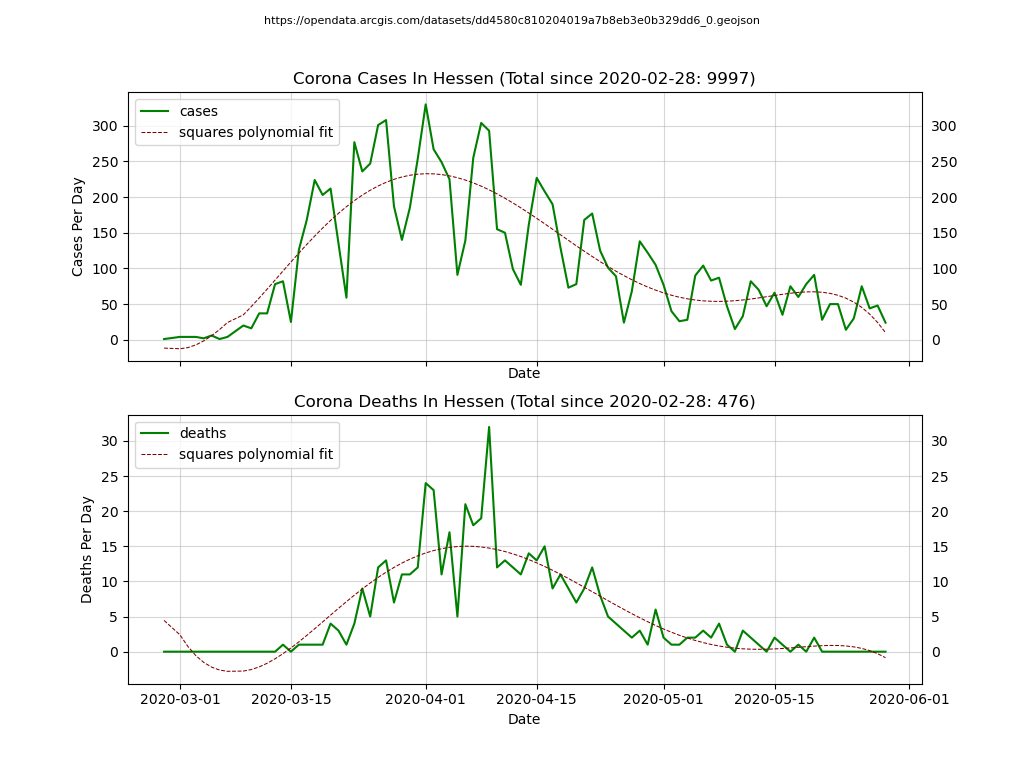 https://opendata.arcgis.com/datasets/dd4580c810204019a7b8eb3e0b329dd6_0.geojson
Corona Cases In Hessen (Total since 2020-02-28: 9997)
cases
squares polynomial fit
Cases Per Day
300 300
250 250
200 200
150 150
100 100
50 50
0 0
Date
Corona Deaths In Hessen (Total since 2020-02-28: 476)
deaths
squares polynomial fit
Deaths Per Day
30 30
25 25
20 20
15 15
10 10
5 5
0 0
2020-03-01 2020-03-15 2020-04-01 2020-04-15 2020-05-01 2020-05-15 2020-06-01
Date